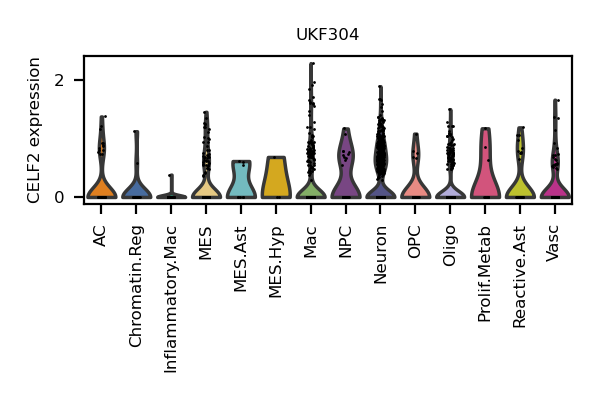 UKF304
CELF2 expression
2
0
AC
Chromatin.Reg
Inflammatory.Mac
MES
MES.Ast
MES.Hyp
Mac
NPC
Neuron
OPC
Oligo
Prolif.Metab
Reactive.Ast
Vasc